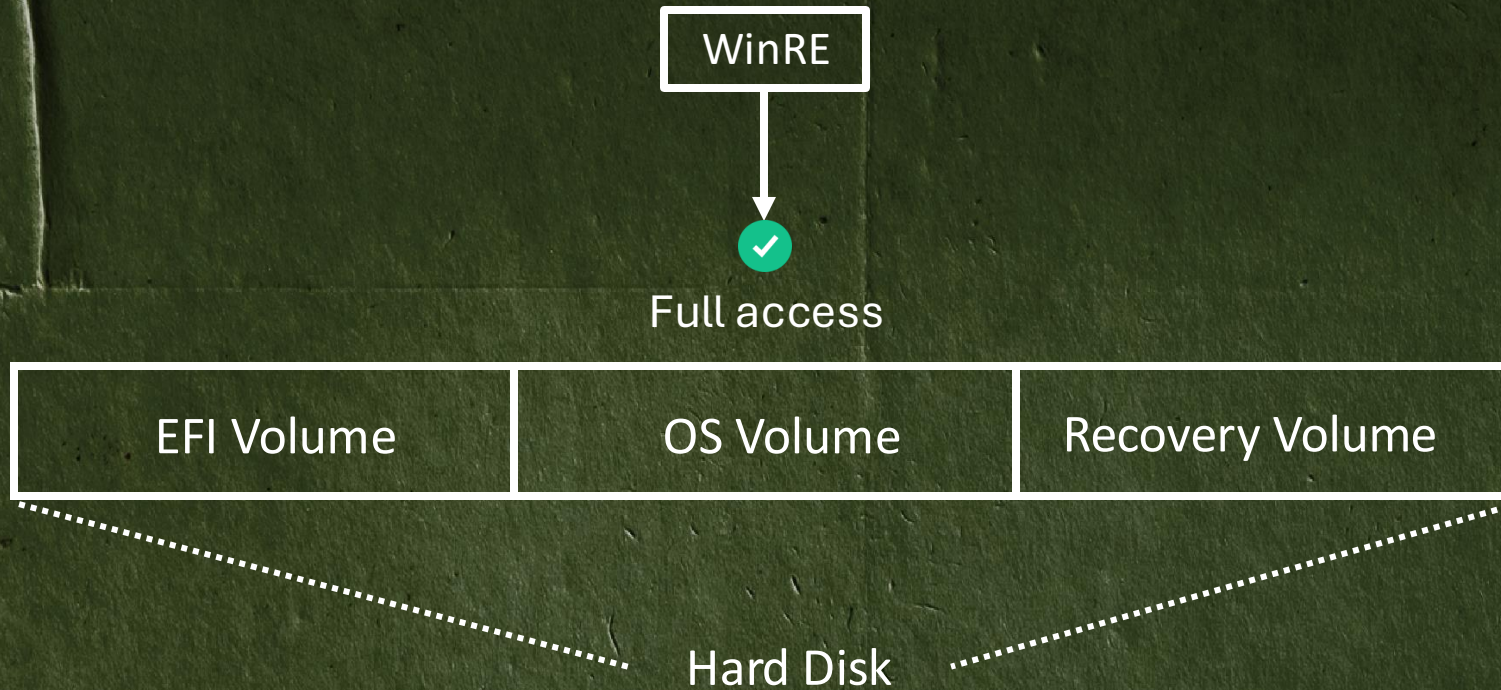 WinRE
Full access
EFI Volume
OS Volume
Recovery Volume
Hard Disk